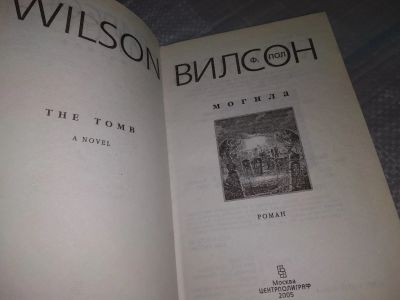 WILSON
THE TOMB
A NOVEL
ВИЛСОН
Ф. ПОЛ
могила
РОМАН
Москва
ЦЕНТРПОЛИГРАФ
2005